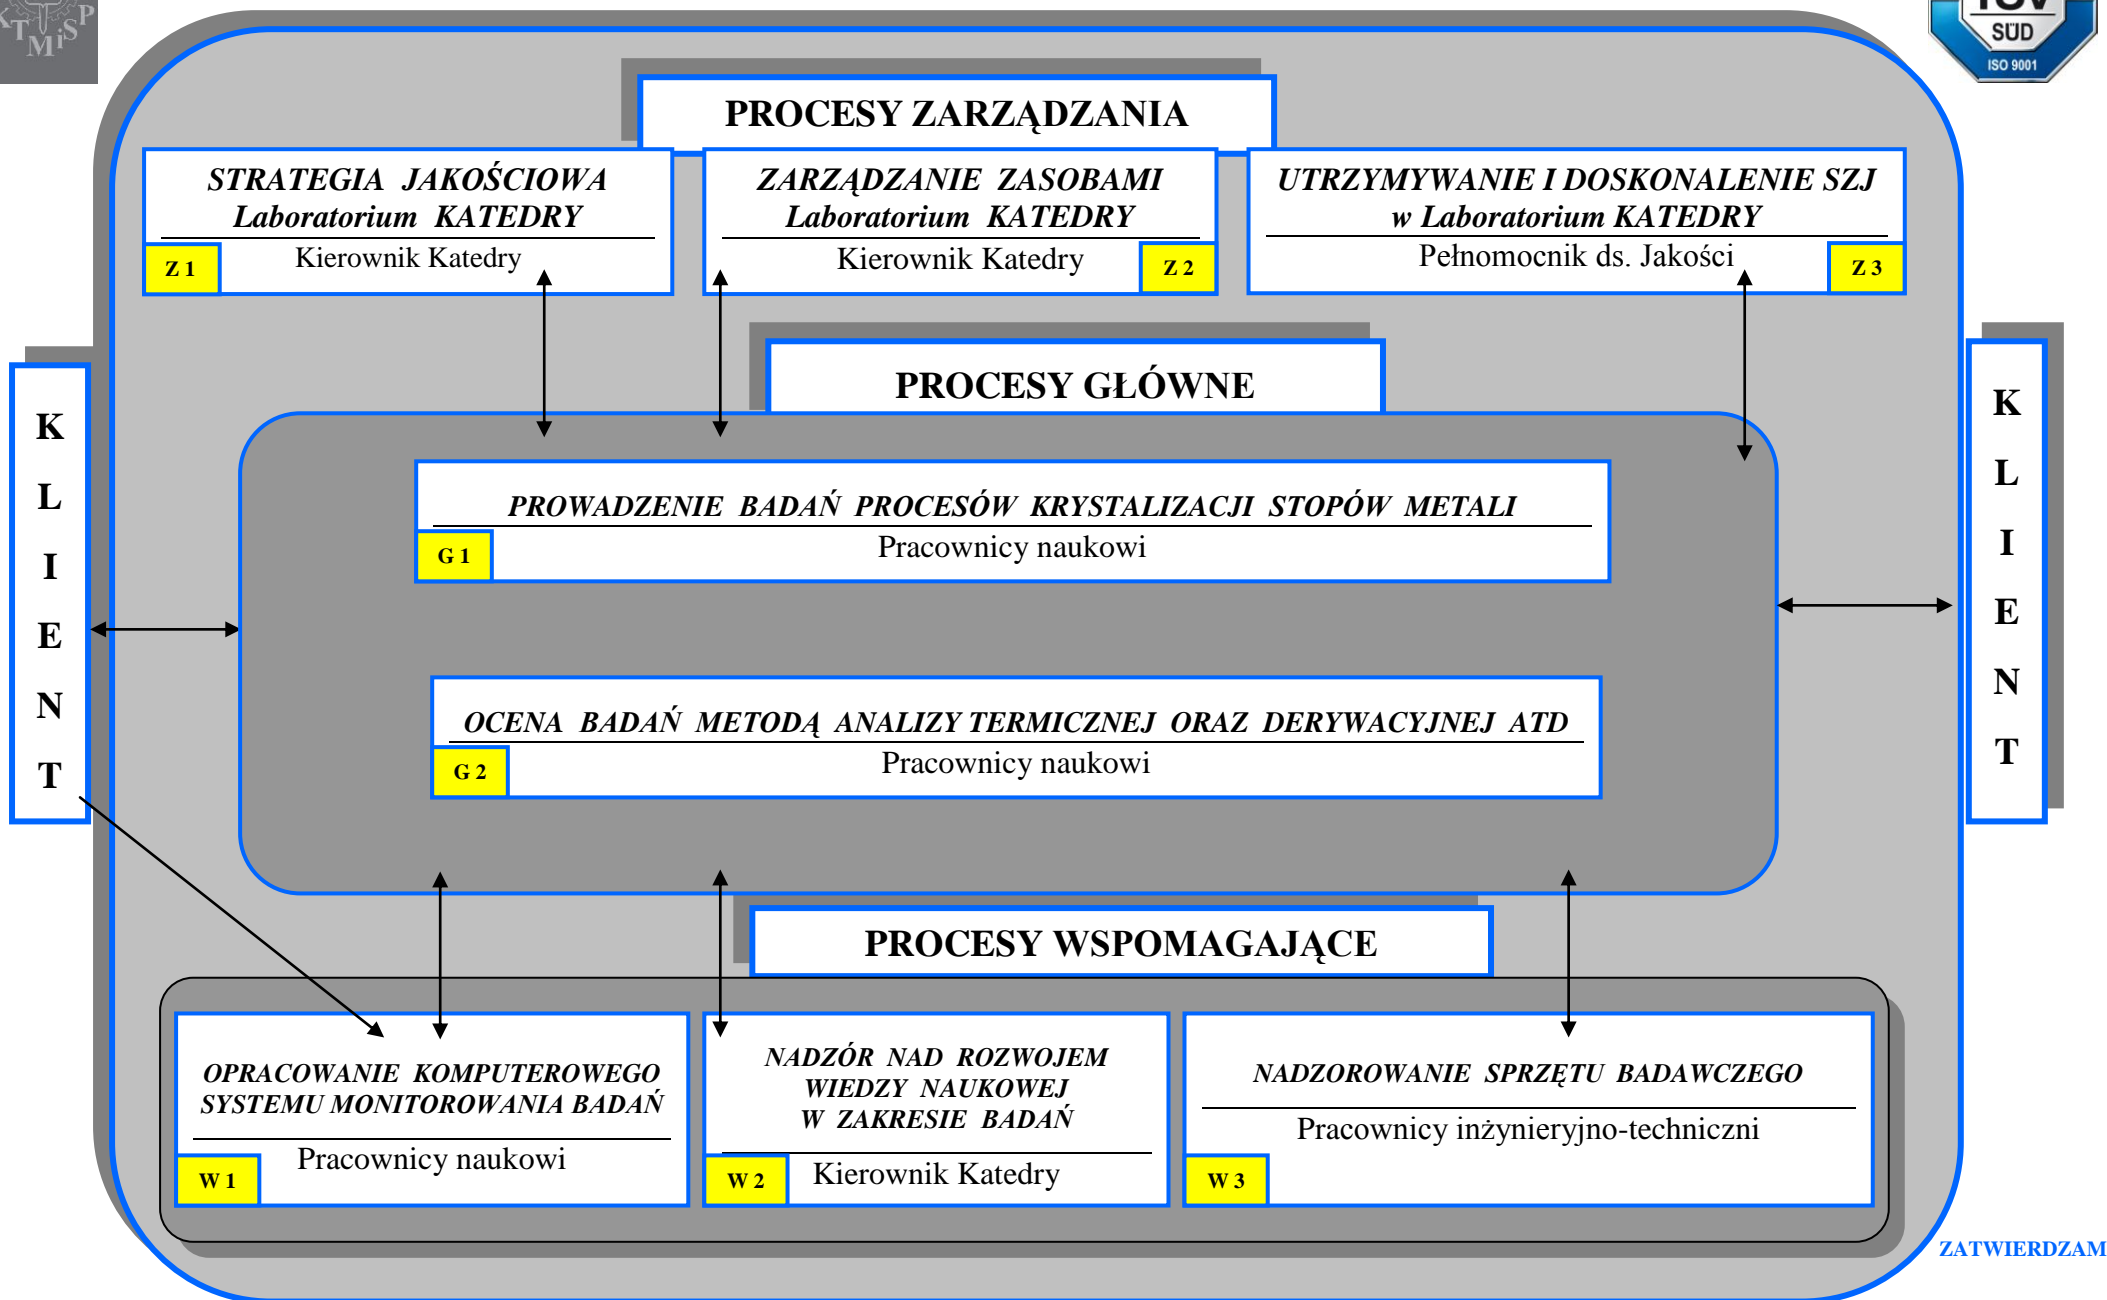 KTMiSP
TÜV
SÜD
ISO 9001
PROCESY ZARZĄDZANIA
STRATEGIA JAKOŚCIOWA
Laboratorium KATEDRY
Kierownik Katedry
Z 1
ZARZĄDZANIE ZASOBAMI
Laboratorium KATEDRY
Kierownik Katedry
Z 2
UTRZYMYWANIE I DOSKONALENIE SZJ
w Laboratorium KATEDRY
Pełnomocnik ds. Jakości
Z 3
K
L
I
E
N
T
PROCESY GŁÓWNE
PROWADZENIE BADAŃ PROCESÓW KRYSTALIZACJI STOPÓW METALI
Pracownicy naukowi
G 1
OCENA BADAŃ METODĄ ANALIZY TERMICZNEJ ORAZ DERYWACYJNEJ ATD
Pracownicy naukowi
G 2
K
L
I
E
N
T
PROCESY WSPOMAGAJĄCE
OPRACOWANIE KOMPUTEROWEGO
SYSTEMU MONITOROWANIA BADAŃ
Pracownicy naukowi
W 1
NADZÓR NAD ROZWOJEM
WIEDZY NAUKOWEJ
W ZAKRESIE BADAŃ
Kierownik Katedry
W 2
NADZOROWANIE SPRZĘTU BADAWCZEGO
Pracownicy inżynieryjno-techniczni
W 3
ZATWIERDZAM